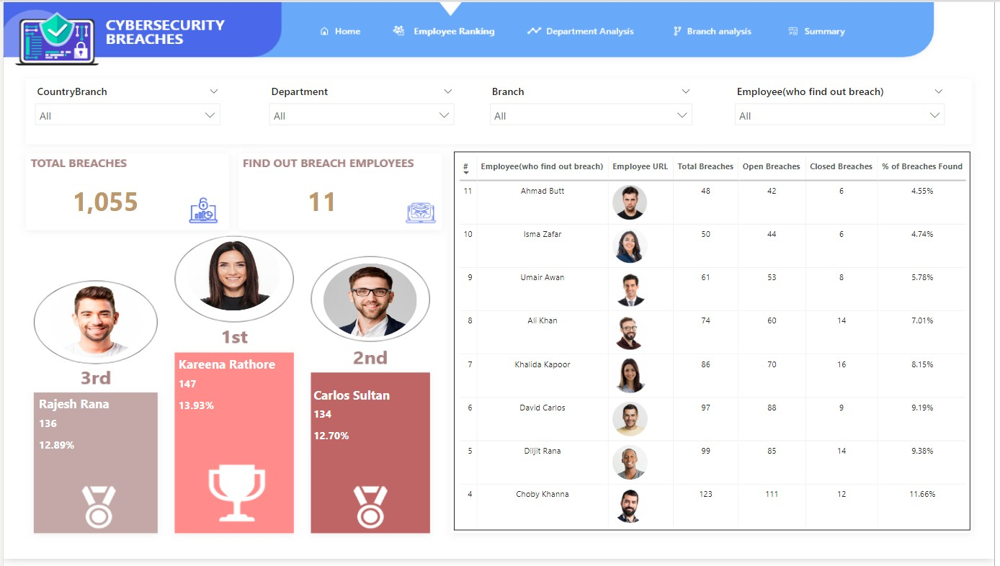 CYBERSECURITY
BREACHES
Home
Employee Ranking
Department Analysis
Branch analysis
Summary
CountryBranch
Department
Branch
Employee(who find out breach)
All
All
All
All
TOTAL BREACHES
1,055
FIND OUT BREACH EMPLOYEES
11
3rd
Rajesh Rana
136
12.89%
1st
Kareena Rathore
147
13.93%
2nd
Carlos Sultan
134
12.70%
# Employee(who find out breach) Employee URL Total Breaches Open Breaches Closed Breaches % of Breaches Found
11 Ahmad Butt 48 42 6 4.55%
10 Isma Zafar 50 44 6 4.74%
9 Umair Awan 61 53 8 5.78%
8 Ali Khan 74 60 14 7.01%
7 Khalida Kapoor 86 70 16 8.15%
6 David Carlos 97 88 9 9.19%
5 Diljit Rana 99 85 14 9.38%
4 Choby Khanna 123 111 12 11.66%